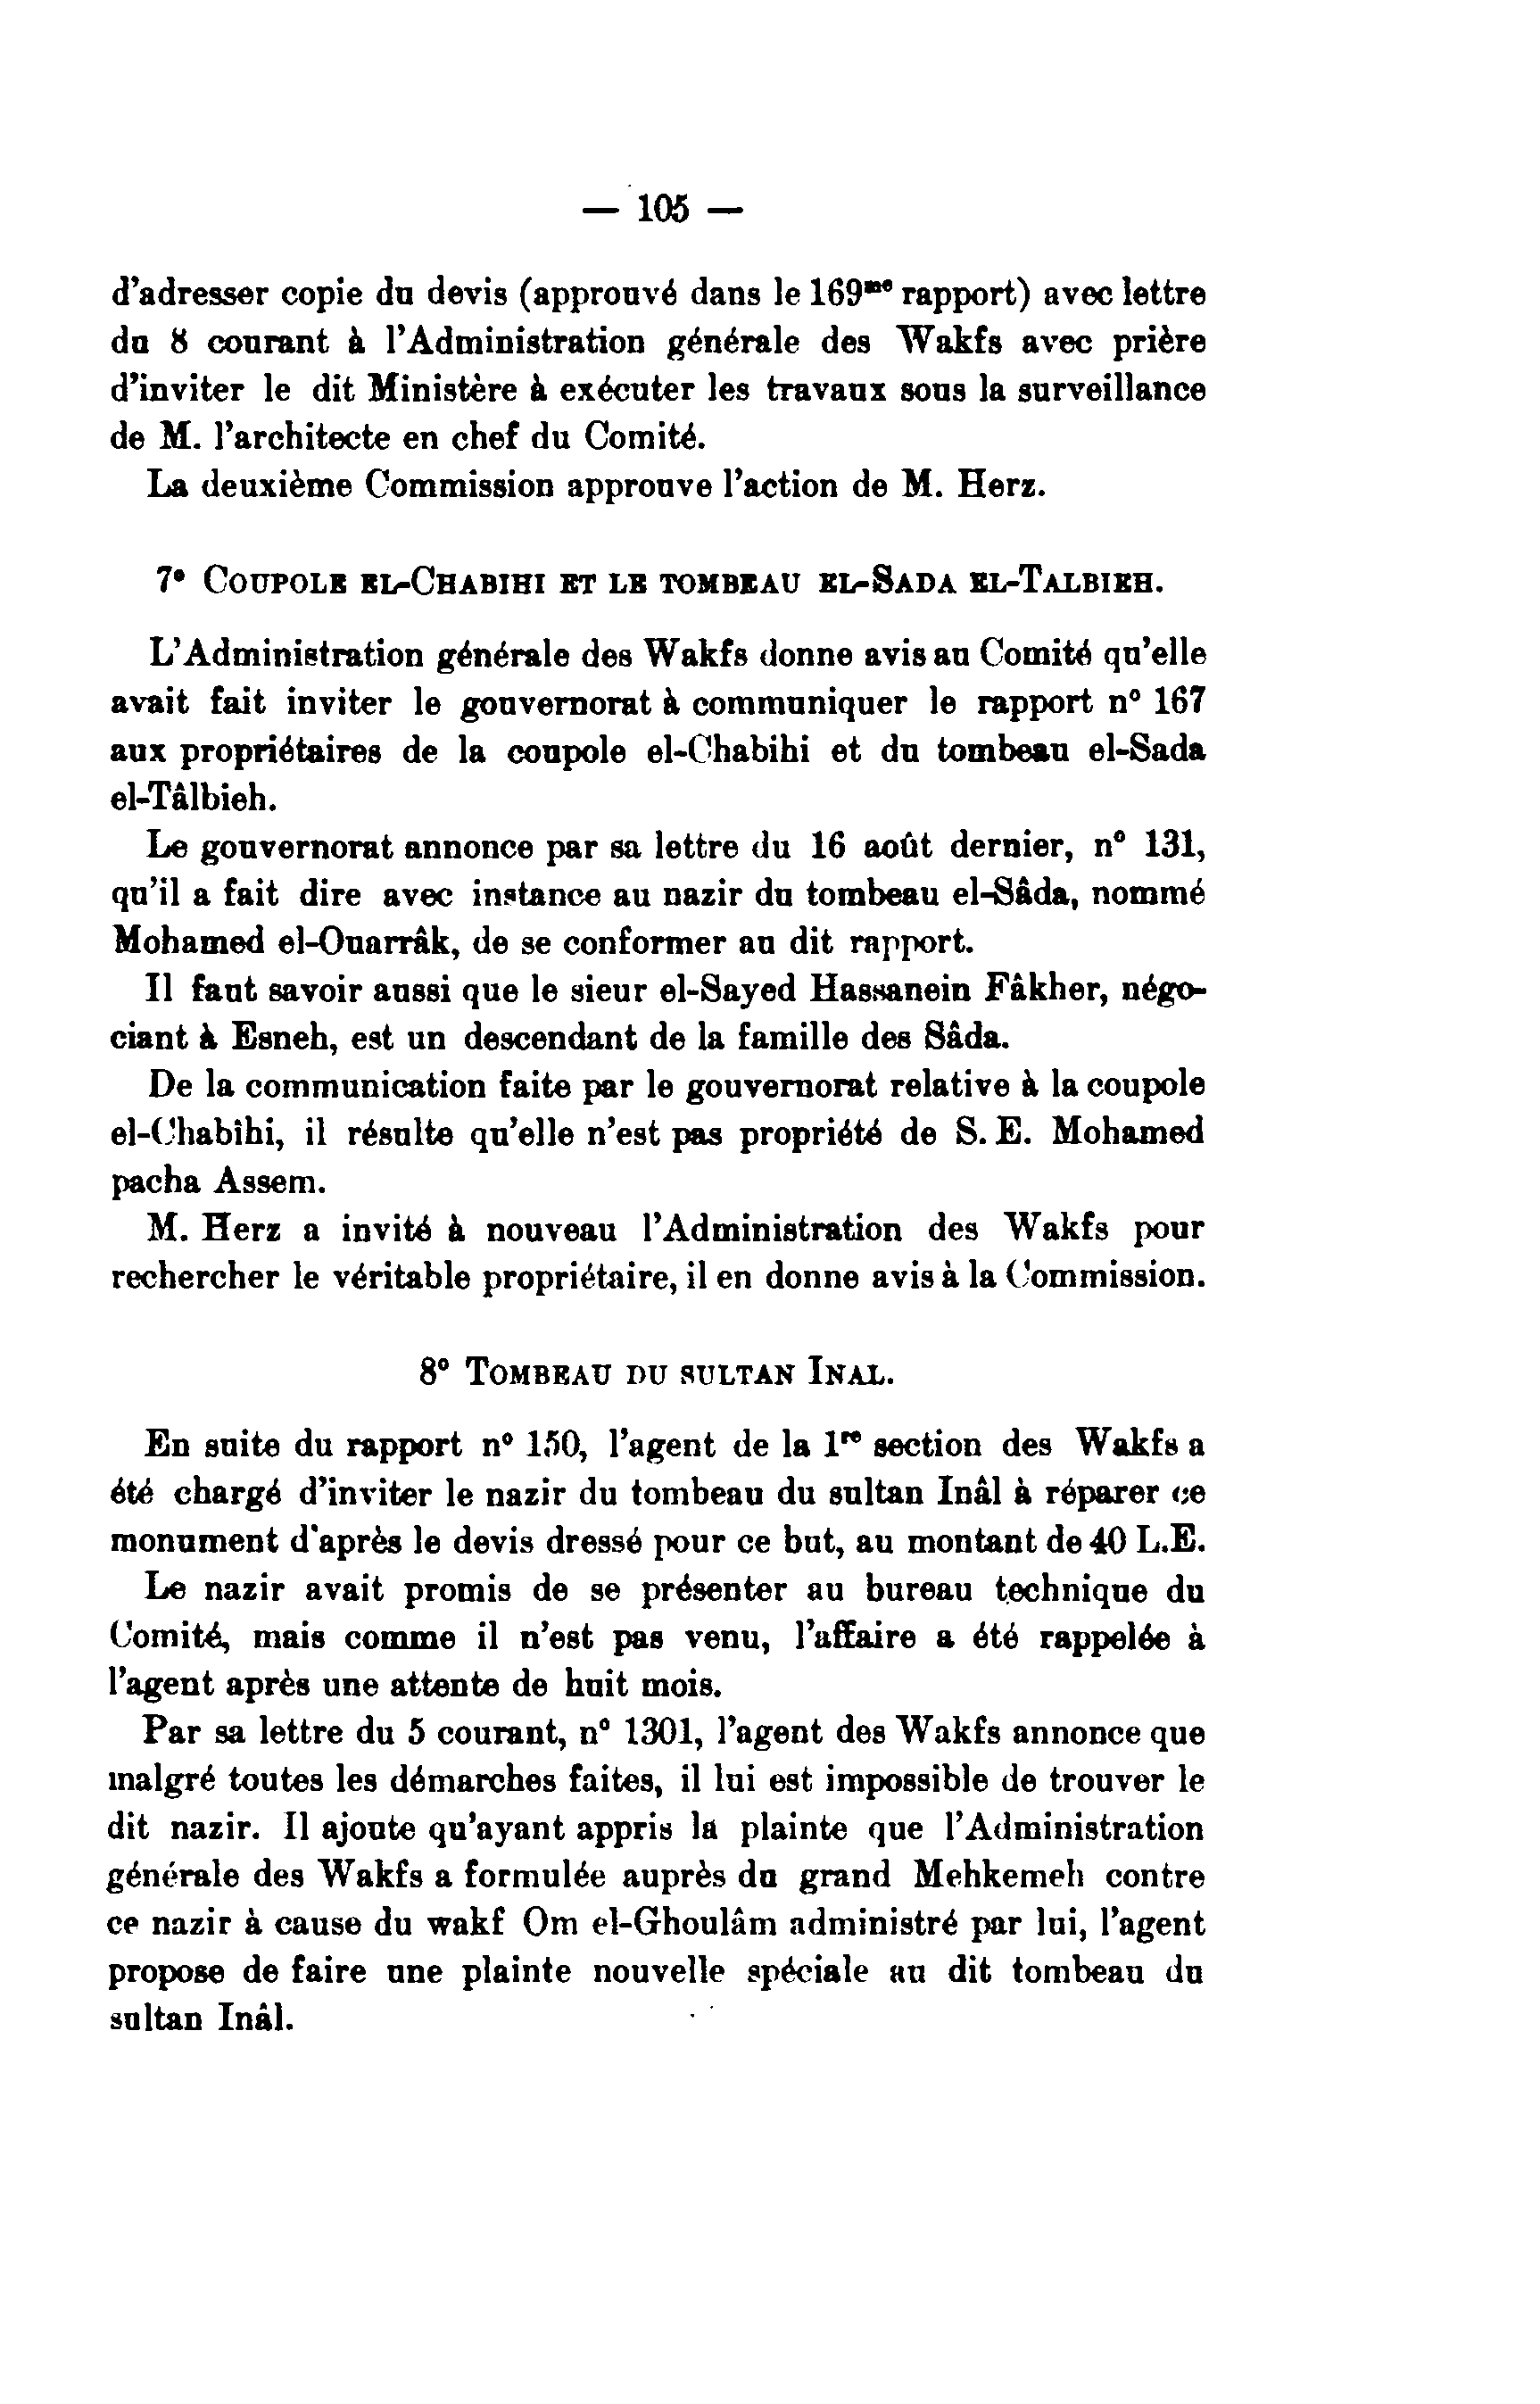 — 105 —
d'adresser copie du devis (approuvé dans le 169me rapport) avec lettre
du 8 courant à l'Administration générale des Wakfs avec prière
d'inviter le dit Ministère à exécuter les travaux sous la surveillance
de M. l'architecte en chef du Comité.
La deuxième Commission approuve l'action de M. Herz.
7° COUPOLE EL-CHABIHI ET LE TOMBEAU EL-SADA EL-TALBIEH.
L'Administration générale des Wakfs donne avis au Comité qu'elle
avait fait inviter le gouvernorat à communiquer le rapport n° 167
aux propriétaires de la coupole el-Chabihi et du tombeau el-Sada
el-Tâlbieh.
Le gouvernorat annonce par sa lettre du 16 août dernier, n° 131,
qu'il a fait dire avec instance au nazir du tombeau el-Sâda, nommé
Mohamed el-Ouarrâk, de se conformer au dit rapport.
Il faut savoir aussi que le sieur el-Sayed Hassanein Fâkher, négo-
ciant à Esneh, est un descendant de la famille des Sâda.
De la communication faite par le gouvernorat relative à la coupole
el-Chabîhi, il résulte qu'elle n'est pas propriété de S. E. Mohamed
pacha Assem.
M. Herz a invité à nouveau l'Administration des Wakfs pour
rechercher le véritable propriétaire, il en donne avis à la Commission.
8° TOMBEAU DU SULTAN INAL.
En suite du rapport n° 150, l'agent de la 1re section des Wakfs a
été chargé d'inviter le nazir du tombeau du sultan Inâl à réparer ce
monument d'après le devis dressé pour ce but, au montant de 40 L.E.
Le nazir avait promis de se présenter au bureau technique du
Comité, mais comme il n'est pas venu, l'affaire a été rappelée à
l'agent après une attente de huit mois.
Par sa lettre du 5 courant, n° 1301, l'agent des Wakfs annonce que
malgré toutes les démarches faites, il lui est impossible de trouver le
dit nazir. Il ajoute qu'ayant appris la plainte que l'Administration
générale des Wakfs a formulée auprès du grand Mehkemeh contre
ce nazir à cause du wakf Om el-Ghoulâm administré par lui, l'agent
propose de faire une plainte nouvelle spéciale au dit tombeau du
sultan Inâl.